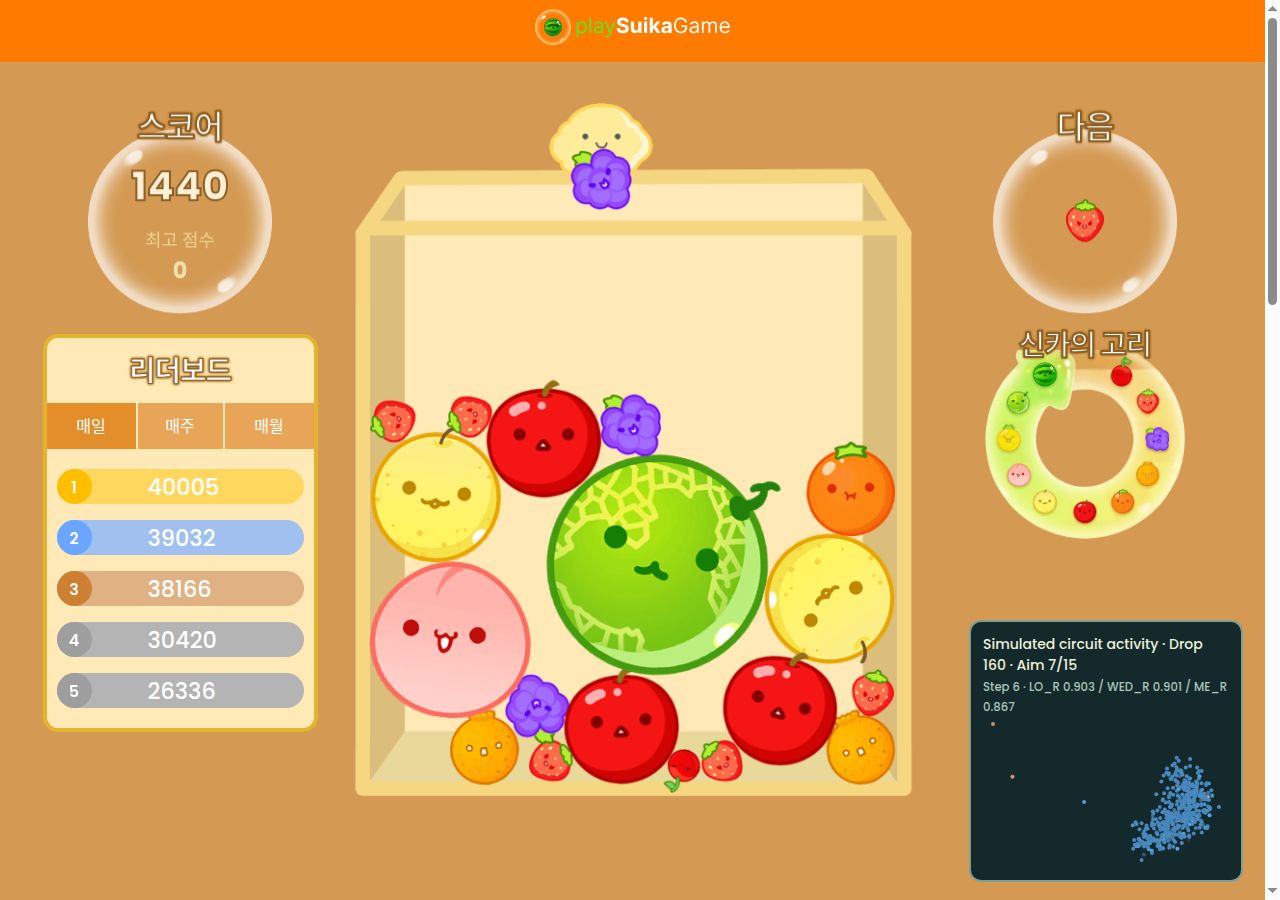 playSuikaGame
스코어
1440
최고 점수
0
리더보드
매일 매주 매월
1 40005
2 39032
3 38166
4 30420
5 26336
다음
신카의 고리
Simulated circuit activity · Drop
160 · Aim 7/15
Step 6 · LO_R 0.903 / WED_R 0.901 / ME_R
0.867